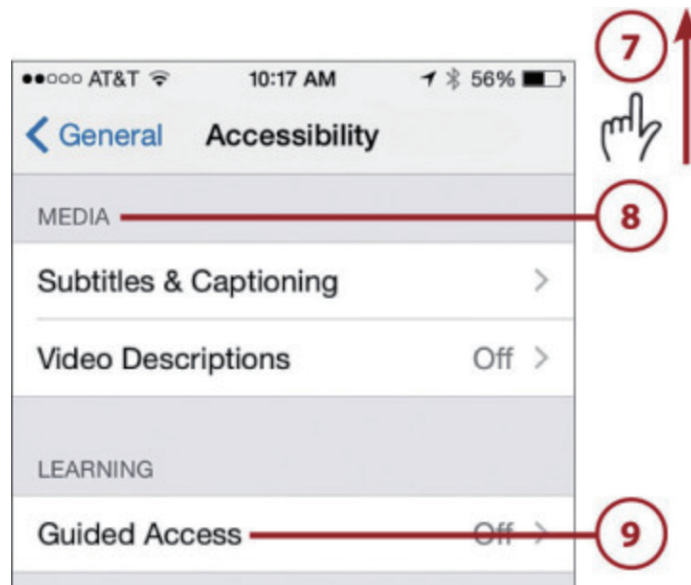 7
●●○○○ AT&T 10:17 AM 56%
General Accessibility
MEDIA 8
Subtitles & Captioning
Video Descriptions Off
LEARNING
Guided Access Off 9